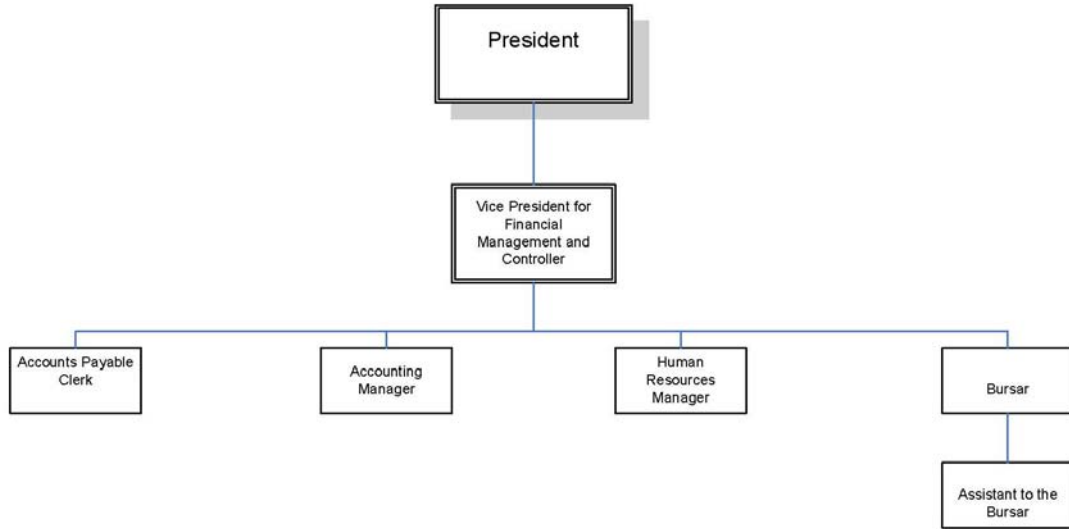 President
Vice President for
Financial
Management and
Controller
Accounts Payable
Clerk
Accounting
Manager
Human
Resources
Manager
Bursar
Assistant to the
Bursar